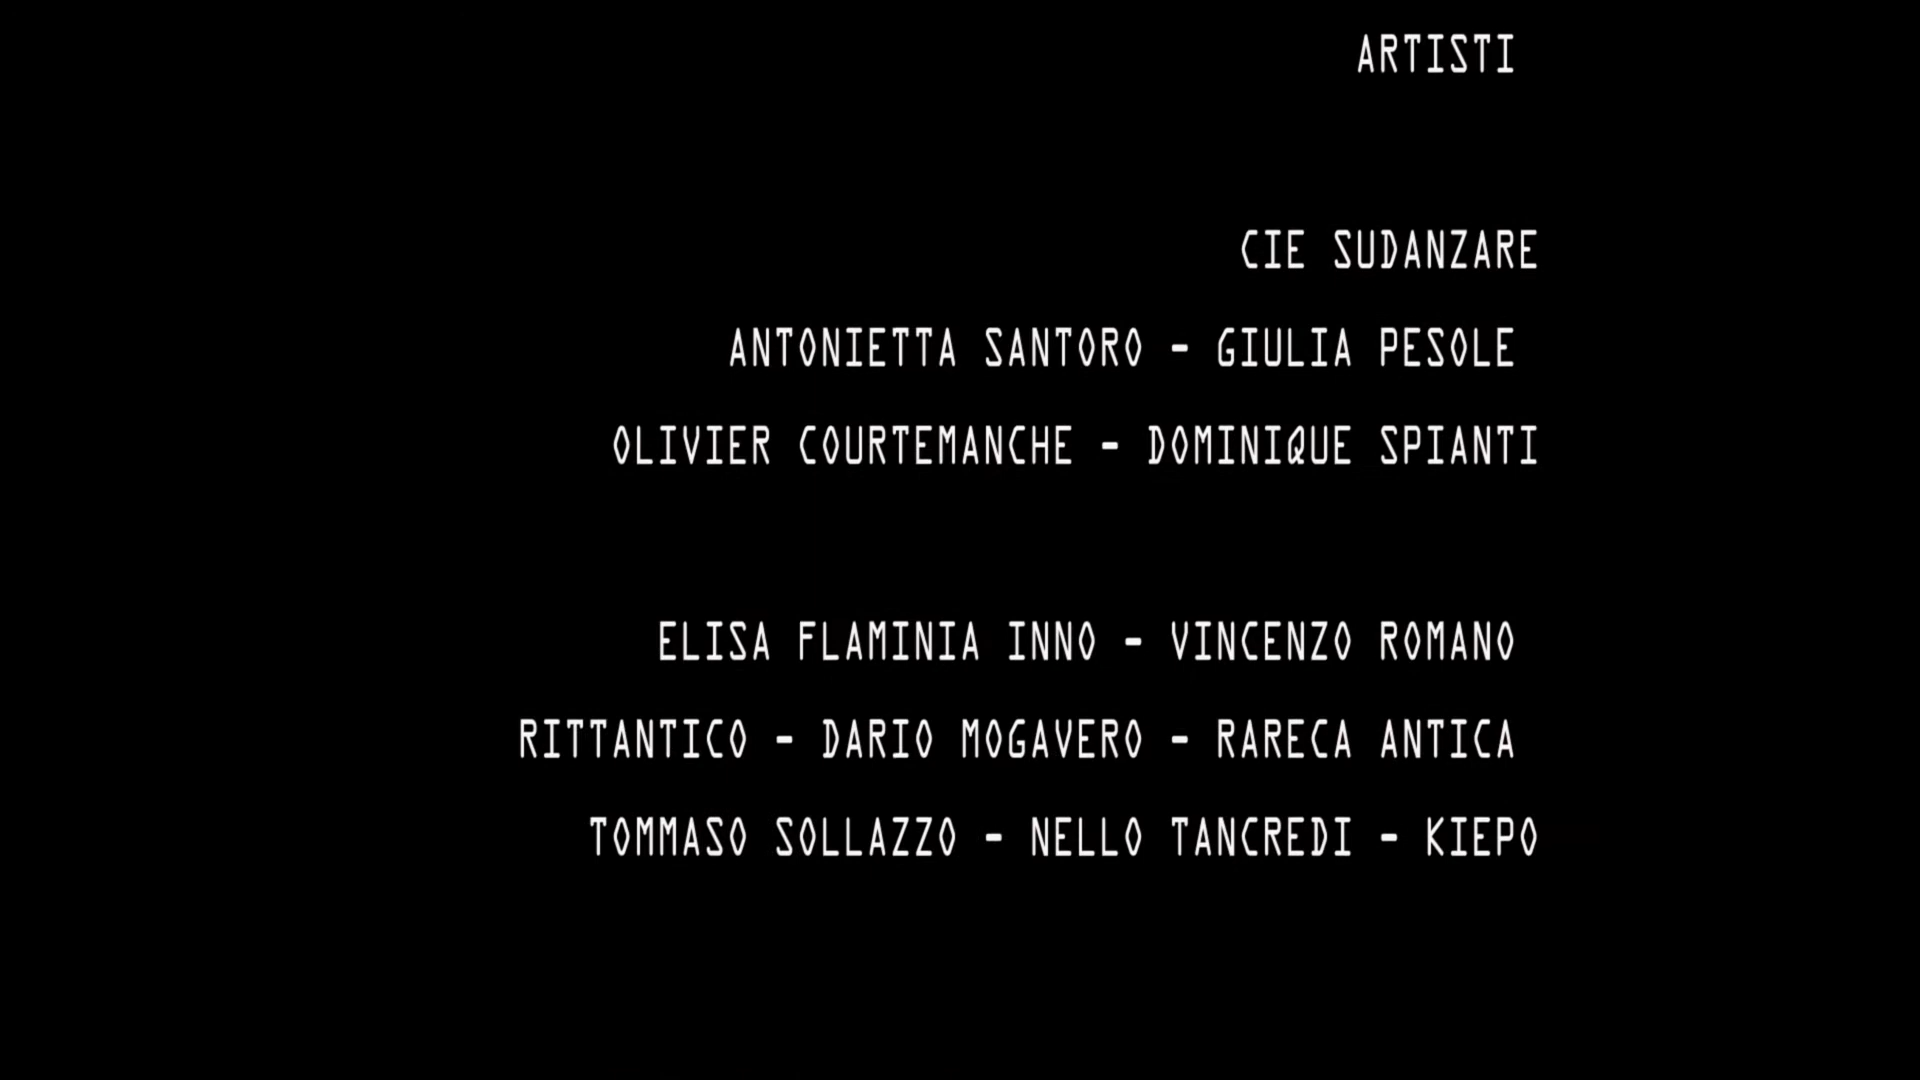 ARTISTI
CIE SUDANZARE
ANTONIETTA SANTORO - GIULIA PESOLE
OLIVIER COURTEMANCHE - DOMINIQUE SPIANTI
ELISA FLAMINIA INNO - VINCENZO ROMANO
RITTANTICO - DARIO MOGAVERO - RARECA ANTICA
TOMMASO SOLLAZZO - NELLO TANCREDI - KIEPO